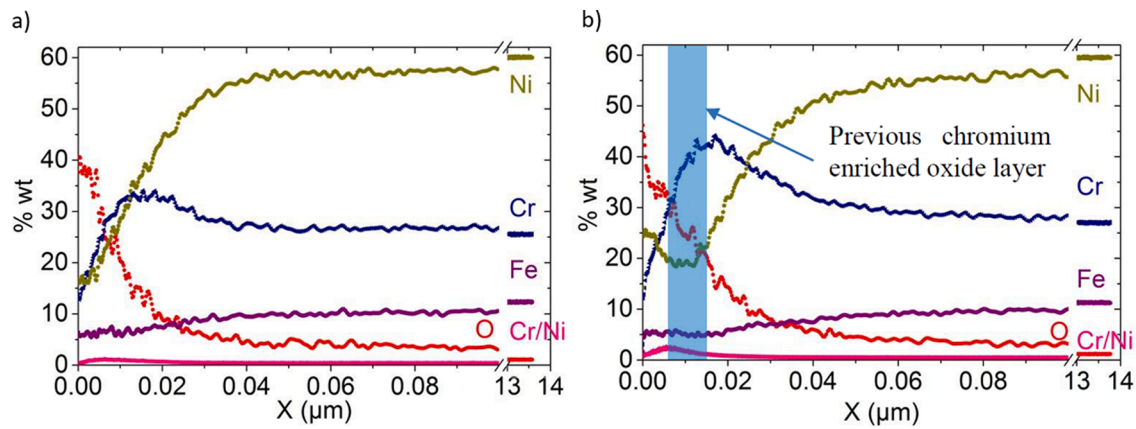 a)
60
50
40
30
20
10
0
% wt
Ni
Cr
Fe
O
Cr/Ni
0.00 0.02 0.04 0.06 0.08 13 14
X (µm)
b)
60
50
40
30
20
10
0
% wt
Previous chromium
enriched oxide layer
Ni
Cr
Fe
O
Cr/Ni
0.00 0.02 0.04 0.06 0.08 13 14
X (µm)